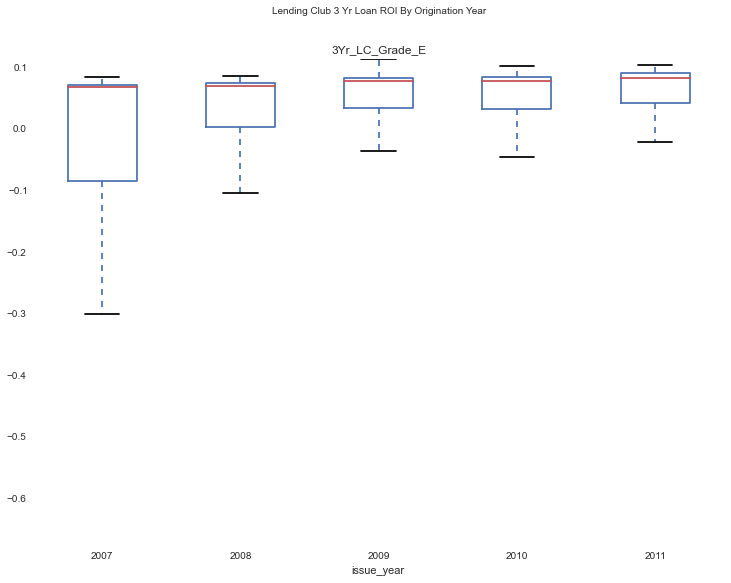 Lending Club 3 Yr Loan ROI By Origination Year
3Yr_LC_Grade_E
0.1
0.0
−0.1
−0.2
−0.3
−0.4
−0.5
−0.6
2007 2008 2009 2010 2011
issue_year